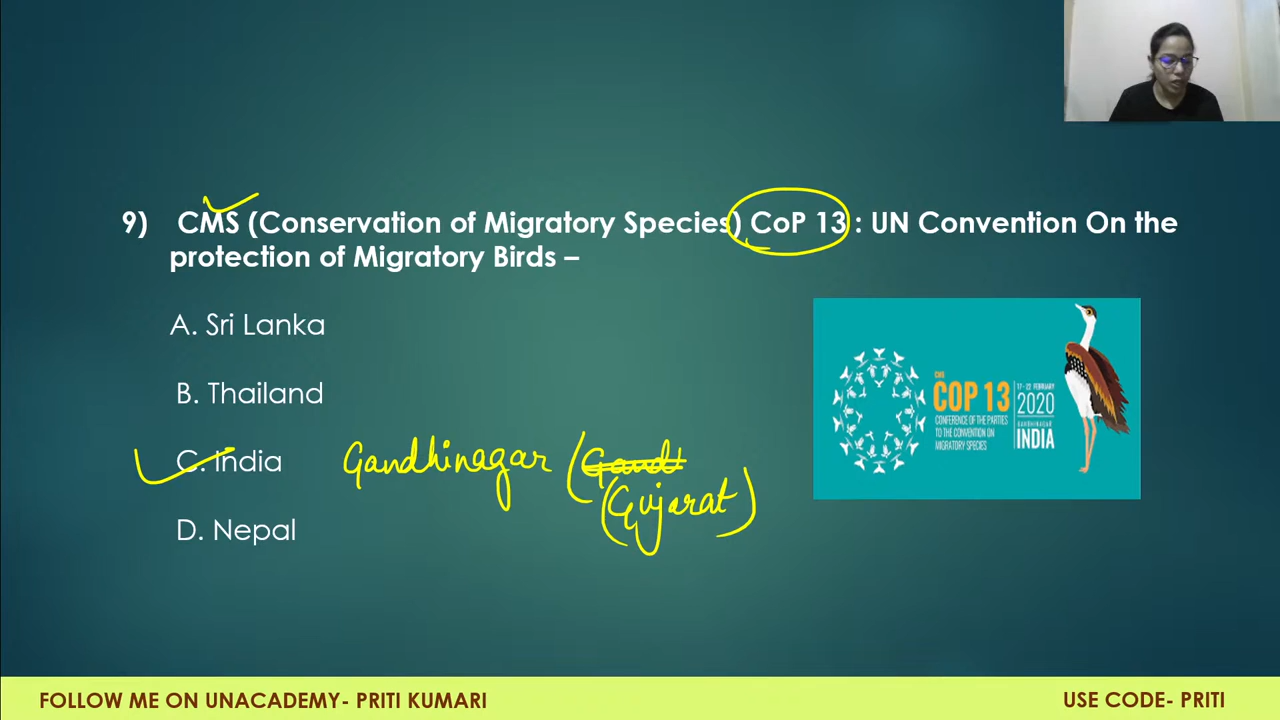 9) CMS (Conservation of Migratory Species) CoP 13 : UN Convention On the
protection of Migratory Birds –
A. Sri Lanka
B. Thailand
C. India Gandhinagar (Gand
(Gujarat)
D. Nepal
CMS
COP 13
CONFERENCE OF THE PARTIES
TO THE CONVENTION ON
MIGRATORY SPECIES
17-22 FEBRUARY
2020
GANDHINAGAR
INDIA
FOLLOW ME ON UNACADEMY- PRITI KUMARI
USE CODE- PRITI